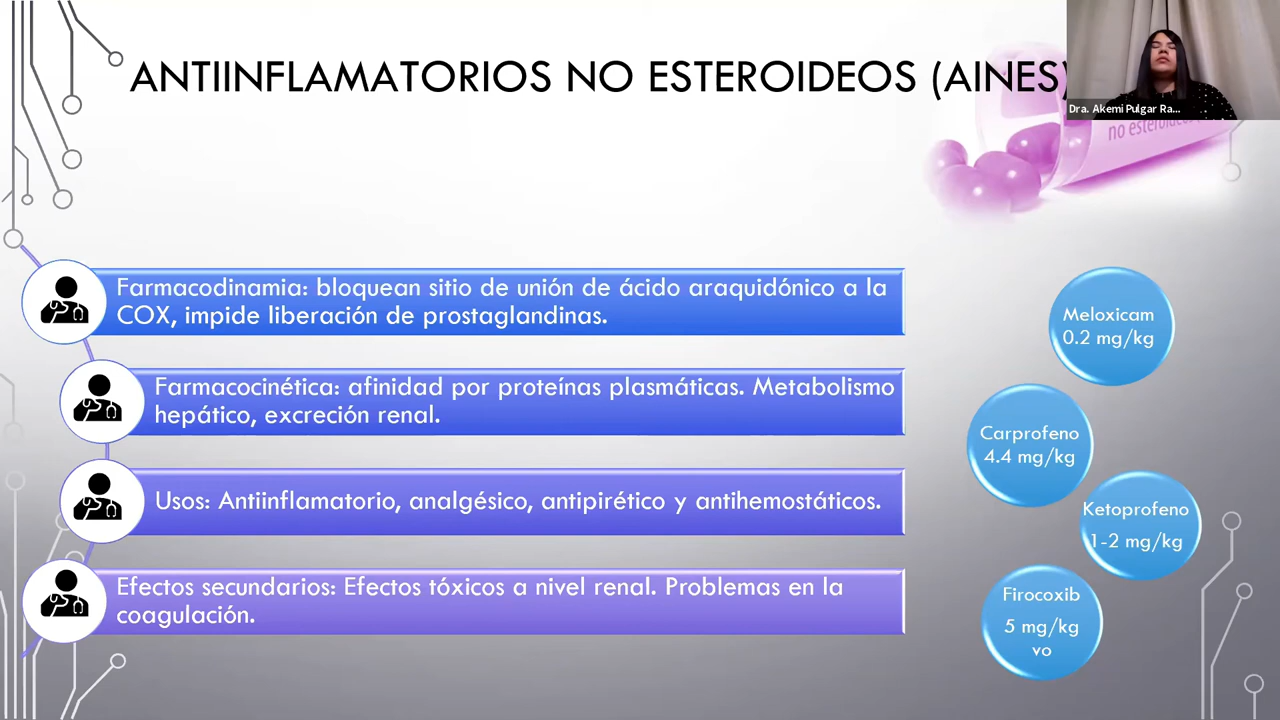 ANTIINFLAMATORIOS NO ESTEROIDEOS (AINES)
Dra. Akemi Pulgar Ra...
no esteroideos
Farmacodinamia: bloquean sitio de unión de ácido araquidónico a la
COX, impide liberación de prostaglandinas.
Farmacocinética: afinidad por proteínas plasmáticas. Metabolismo
hepático, excreción renal.
Usos: Antiinflamatorio, analgésico, antipirético y antihemostáticos.
Efectos secundarios: Efectos tóxicos a nivel renal. Problemas en la
coagulación.
Meloxicam
0.2 mg/kg
Carprofeno
4.4 mg/kg
Ketoprofeno
1-2 mg/kg
Firocoxib
5 mg/kg
vo